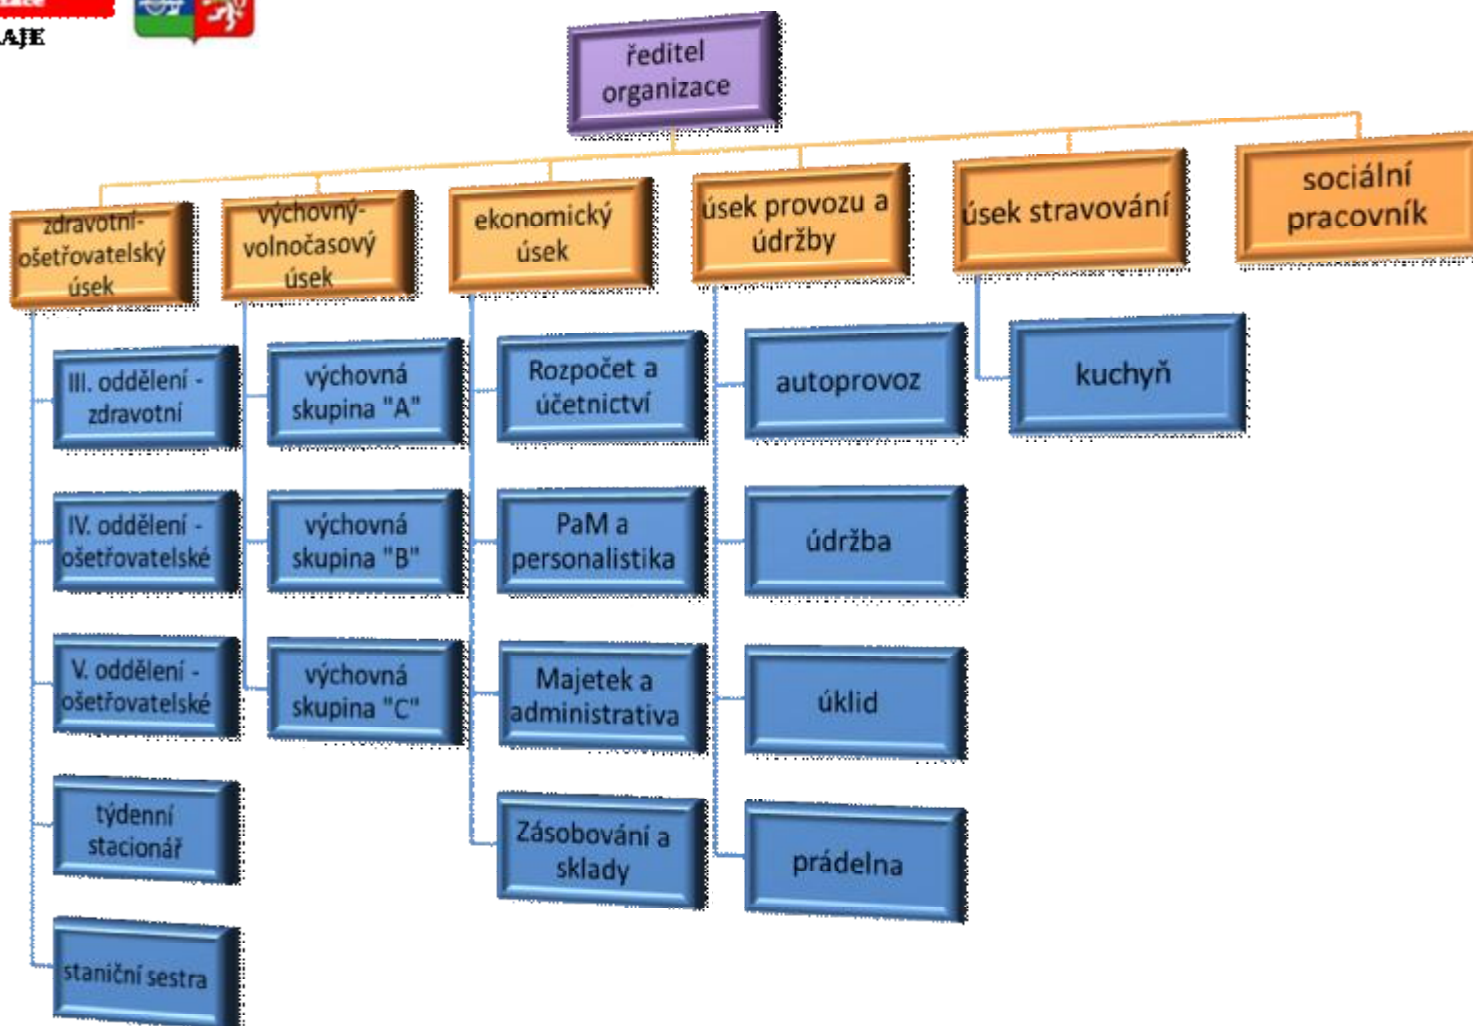 AJE
ředitel
organizace
zdravotní-
ošetřovatelský
úsek
výchovný-
volnočasový
úsek
ekonomický
úsek
úsek provozu a
údržby
úsek stravování
sociální
pracovník
III. oddělení -
zdravotní
IV. oddělení -
ošetřovatelské
V. oddělení -
ošetřovatelské
týdenní
stacionář
staniční sestra
výchovná
skupina "A"
výchovná
skupina "B"
výchovná
skupina "C"
Rozpočet a
účetnictví
PaM a
personalistika
Majetek a
administrativa
Zásobování a
sklady
autoprovoz
údržba
úklid
prádelna
kuchyň